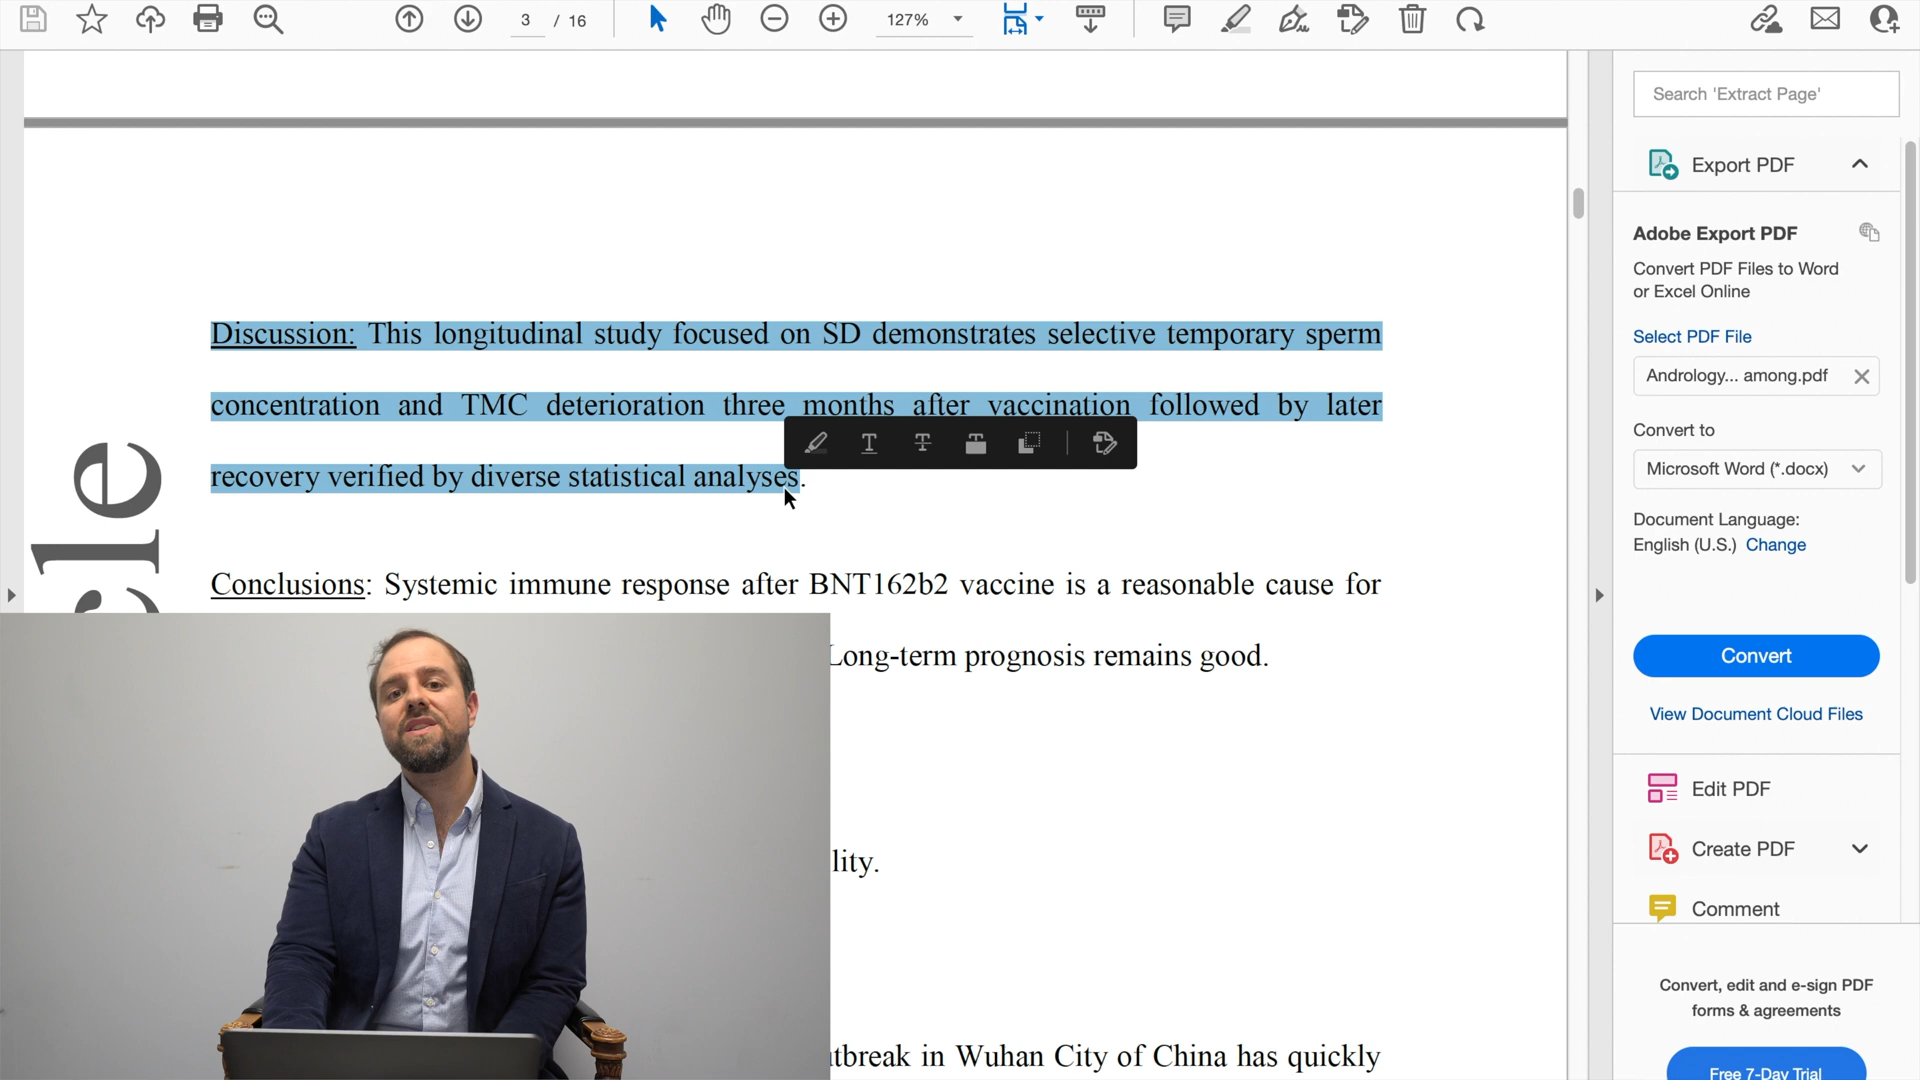 3 / 16
127%
Search 'Extract Page'
Export PDF
Adobe Export PDF
Convert PDF Files to Word
or Excel Online
Select PDF File
Andrology... among.pdf
Convert to
Microsoft Word (*.docx)
Document Language:
English (U.S.) Change
Convert
View Document Cloud Files
Edit PDF
Create PDF
Comment
Convert, edit and e-sign PDF
forms & agreements
Free 7-Day Trial
Discussion: This longitudinal study focused on SD demonstrates selective temporary sperm
concentration and TMC deterioration three months after vaccination followed by later
recovery verified by diverse statistical analyses.
Conclusions: Systemic immune response after BNT162b2 vaccine is a reasonable cause for
Long-term prognosis remains good.
lity.
tbreak in Wuhan City of China has quickly
cle